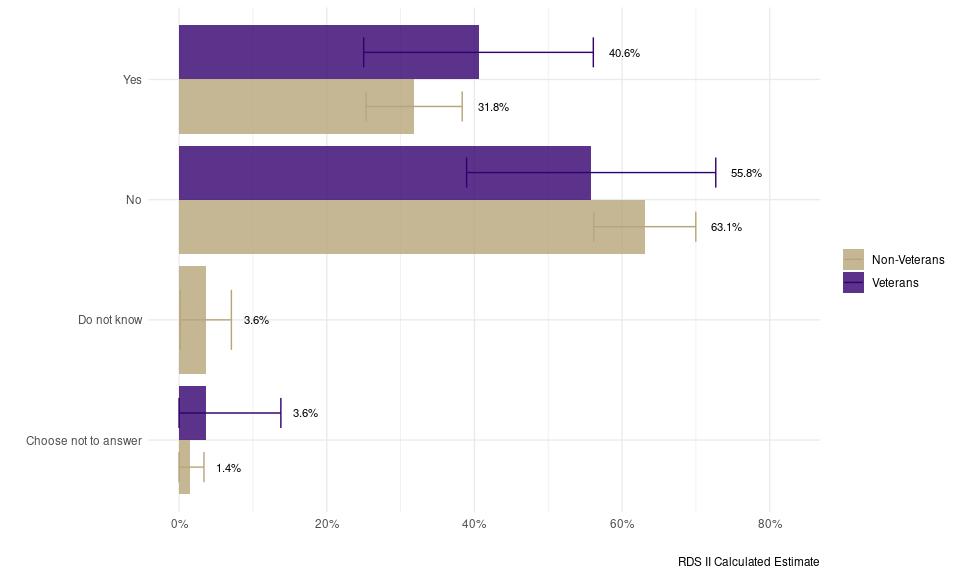 Yes
40.6%
31.8%
No
55.8%
63.1%
Do not know
3.6%
Choose not to answer
3.6%
1.4%
0%
20%
40%
60%
80%
RDS II Calculated Estimate
Non-Veterans
Veterans